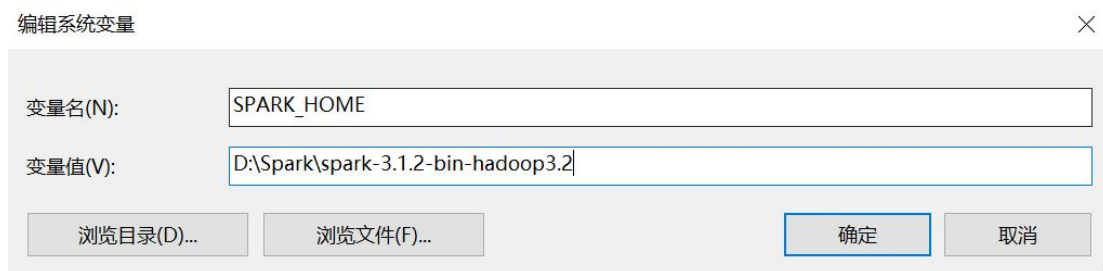 编辑系统变量
变量名(N): SPARK_HOME
变量值(V): D:\Spark\spark-3.1.2-bin-hadoop3.2
浏览目录(D)... 浏览文件(F)... 确定 取消